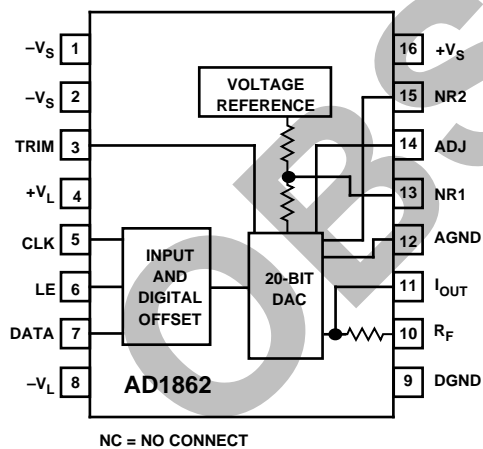 –VS 1
–VS 2
TRIM 3
+VL 4
CLK 5
LE 6
DATA 7
–VL 8
16 +VS
15 NR2
14 ADJ
13 NR1
12 AGND
11 IOUT
10 RF
9 DGND
VOLTAGE
REFERENCE
INPUT
AND
DIGITAL
OFFSET
20-BIT
DAC
AD1862
NC = NO CONNECT
OBS